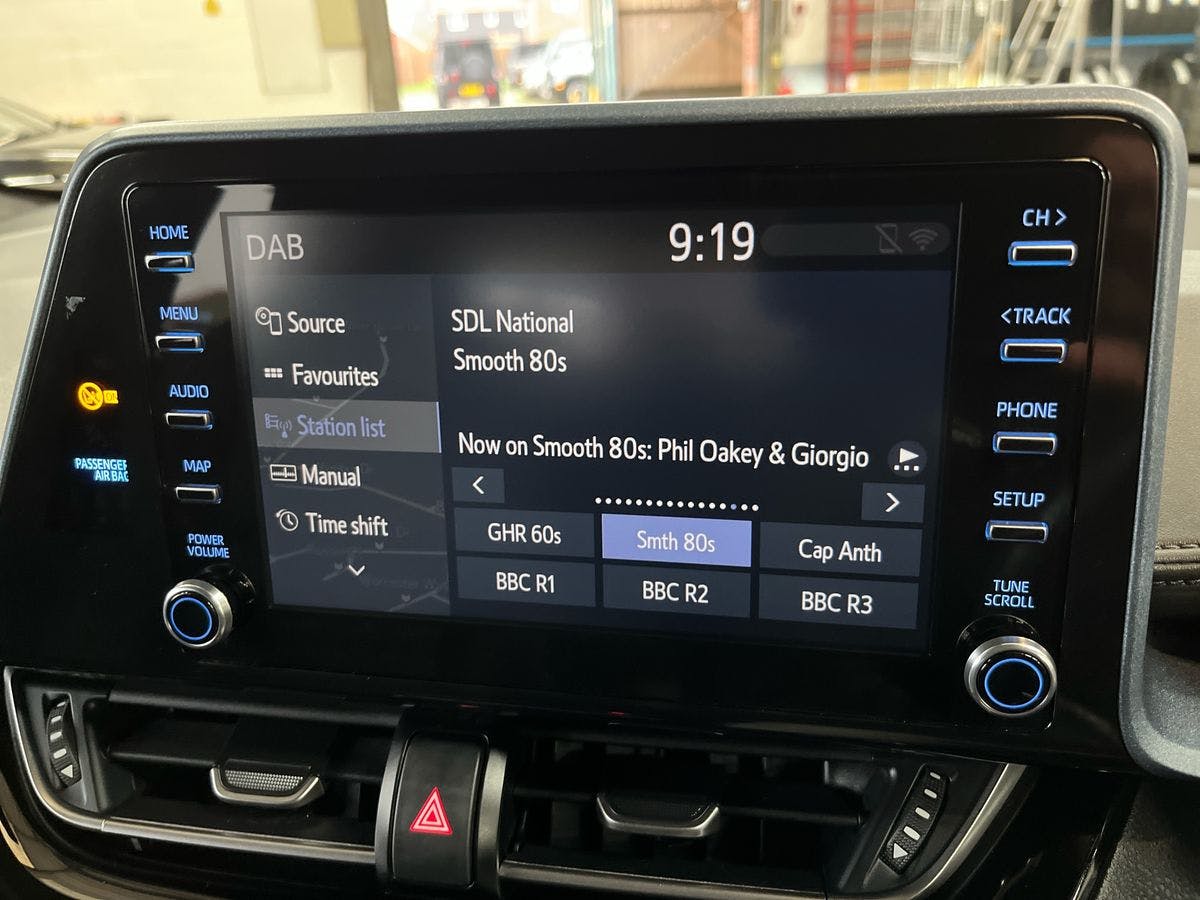 HOME
MENU
AUDIO
MAP
POWER
VOLUME
PASSENGER
AIR BAG
DAB
9:19
Source
Favourites
Station list
Manual
Time shift
SDL National
Smooth 80s
Now on Smooth 80s: Phil Oakey & Giorgio
<
>
GHR 60s
Smth 80s
Cap Anth
BBC R1
BBC R2
BBC R3
CH >
<TRACK
PHONE
SETUP
TUNE
SCROLL